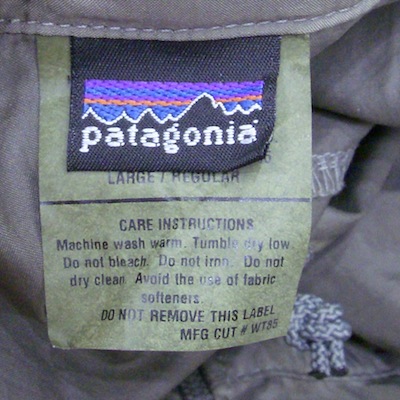 patagonia
LARGE / REGULAR
CARE INSTRUCTIONS
Machine wash warm. Tumble dry low.
Do not bleach. Do not iron. Do not
dry clean. Avoid the use of fabric
softeners.
DO NOT REMOVE THIS LABEL
MFG CUT # WT85